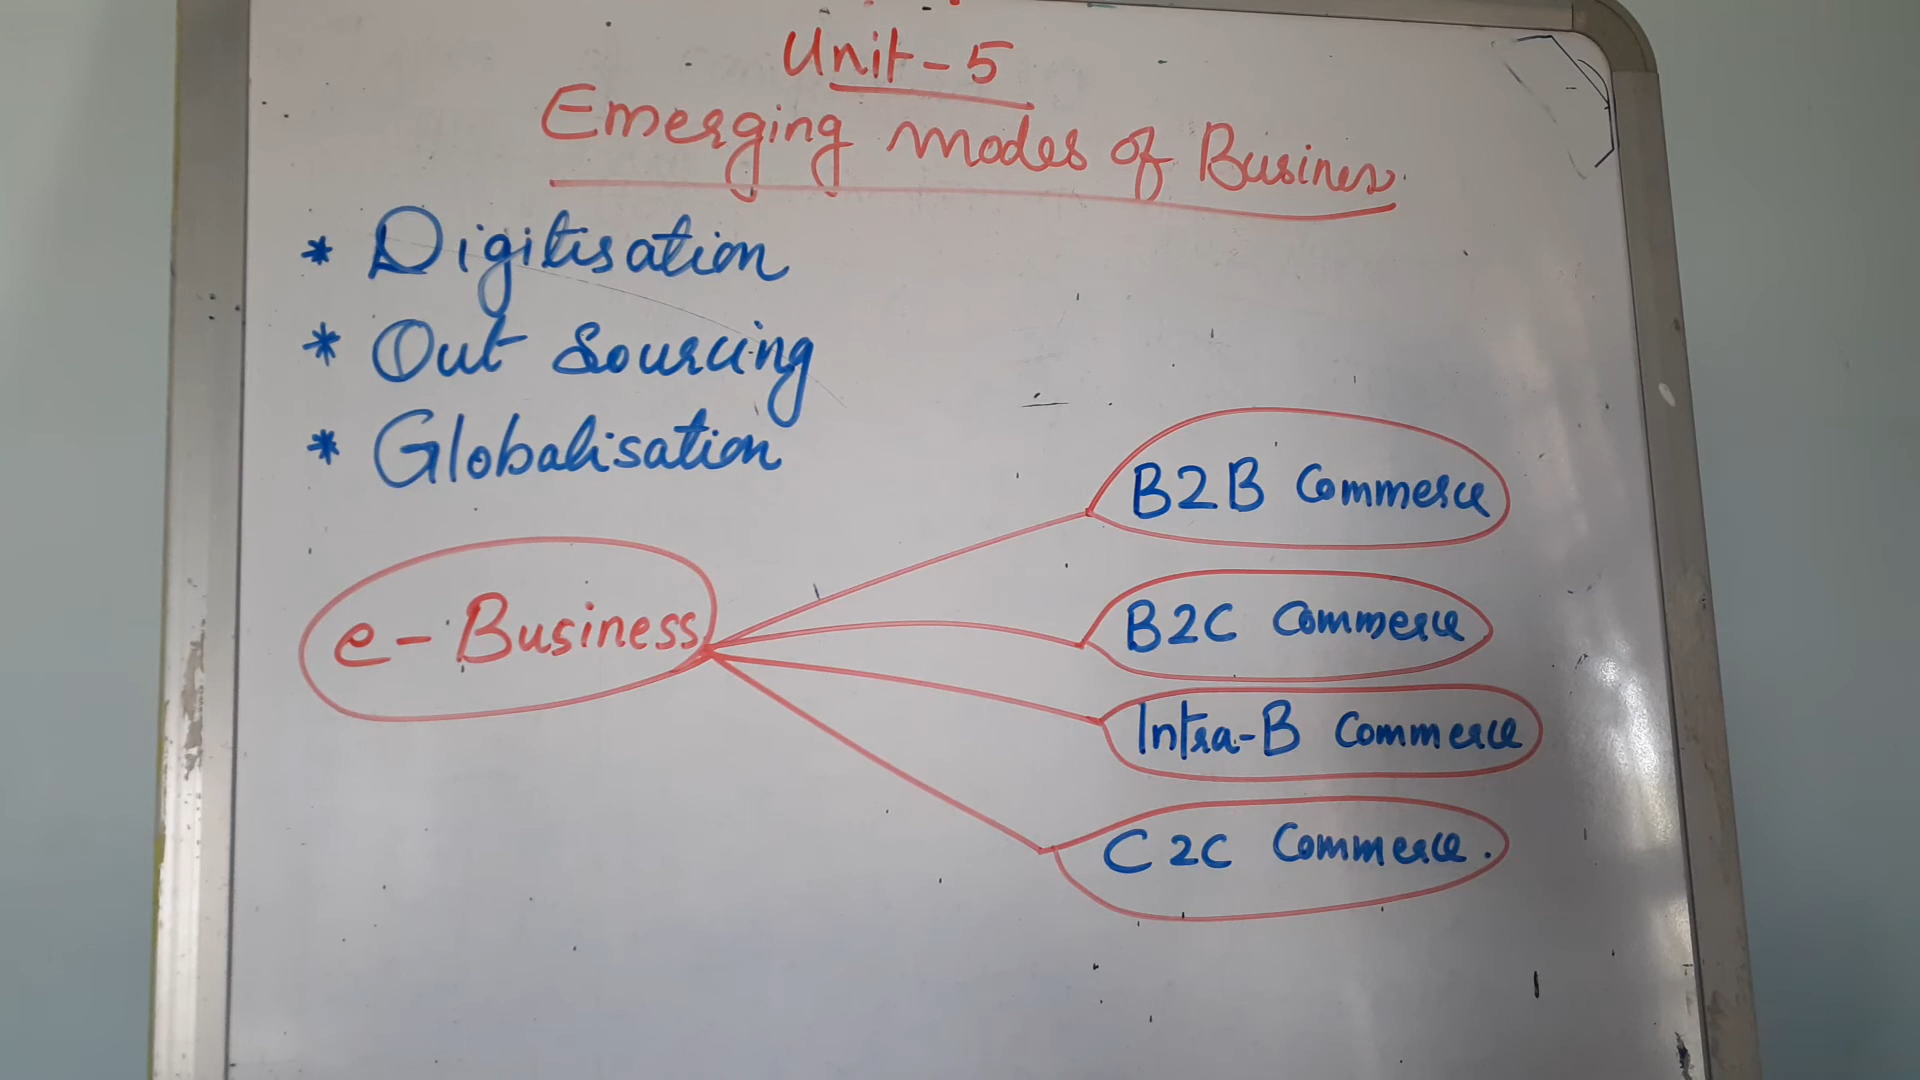 Unit-5
Emerging modes of Business
* Digitisation
* Out Sourcing
* Globalisation
e-Business
B2B Commerce
B2C Commerce
Intra-B Commerce
C2C Commerce.